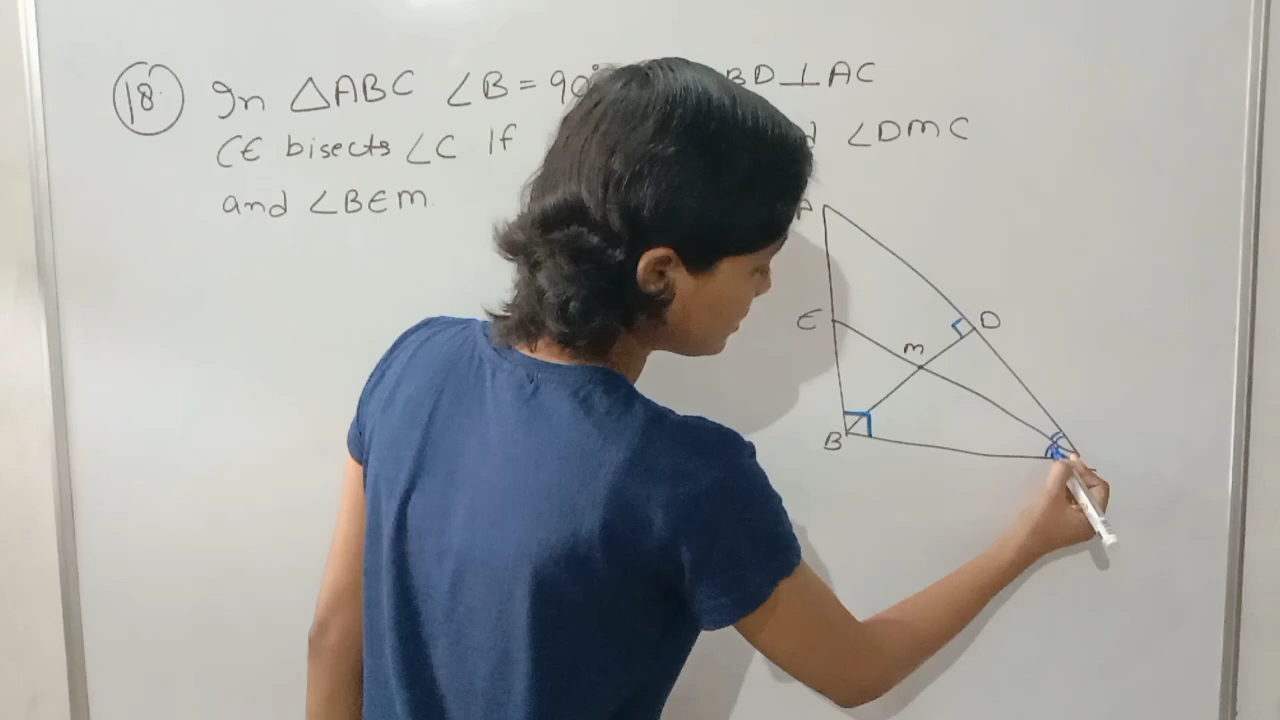 18. In △ABC ∠B = 90° BD⊥AC
CE bisects ∠C If ∠DMC
and ∠BEM.
A
E
D
M
B